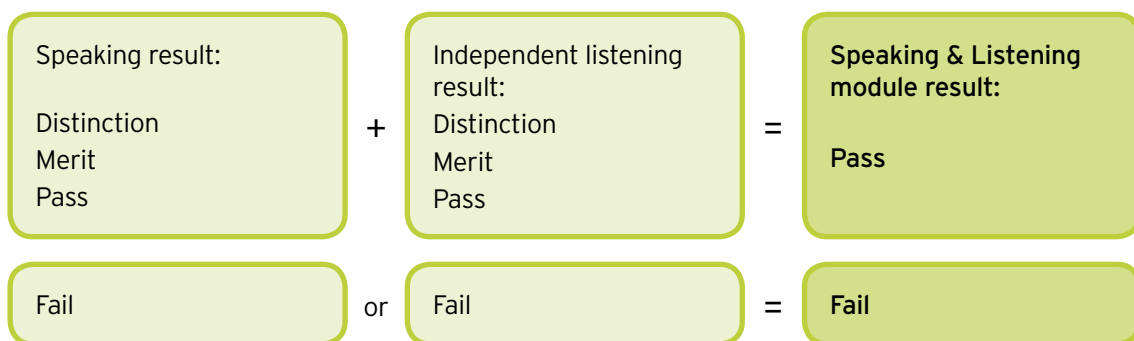 Speaking result:
Distinction
Merit
Pass
+
Independent listening
result:
Distinction
Merit
Pass
=
Speaking & Listening
module result:
Pass
Fail
or
Fail
=
Fail